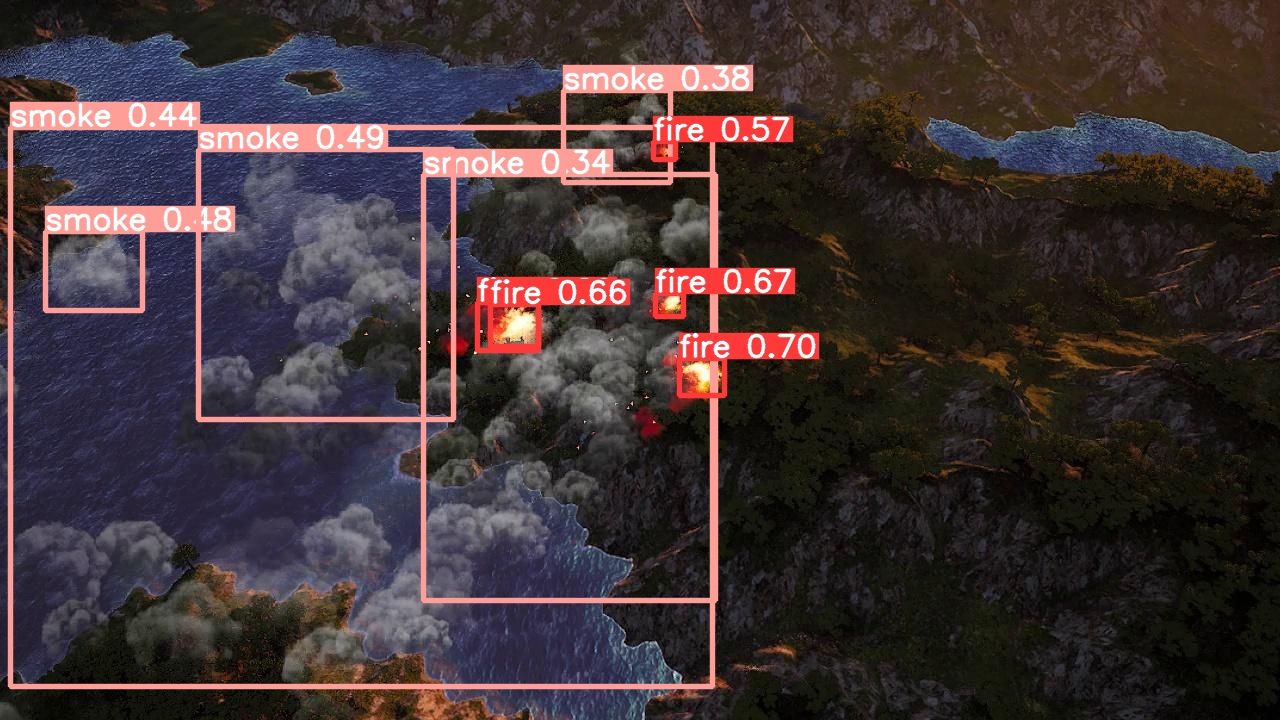 smoke 0.38
smoke 0.44
fire 0.57
smoke 0.49
smoke 0.34
smoke 0.48
fire 0.67
ffire 0.66
fire 0.70